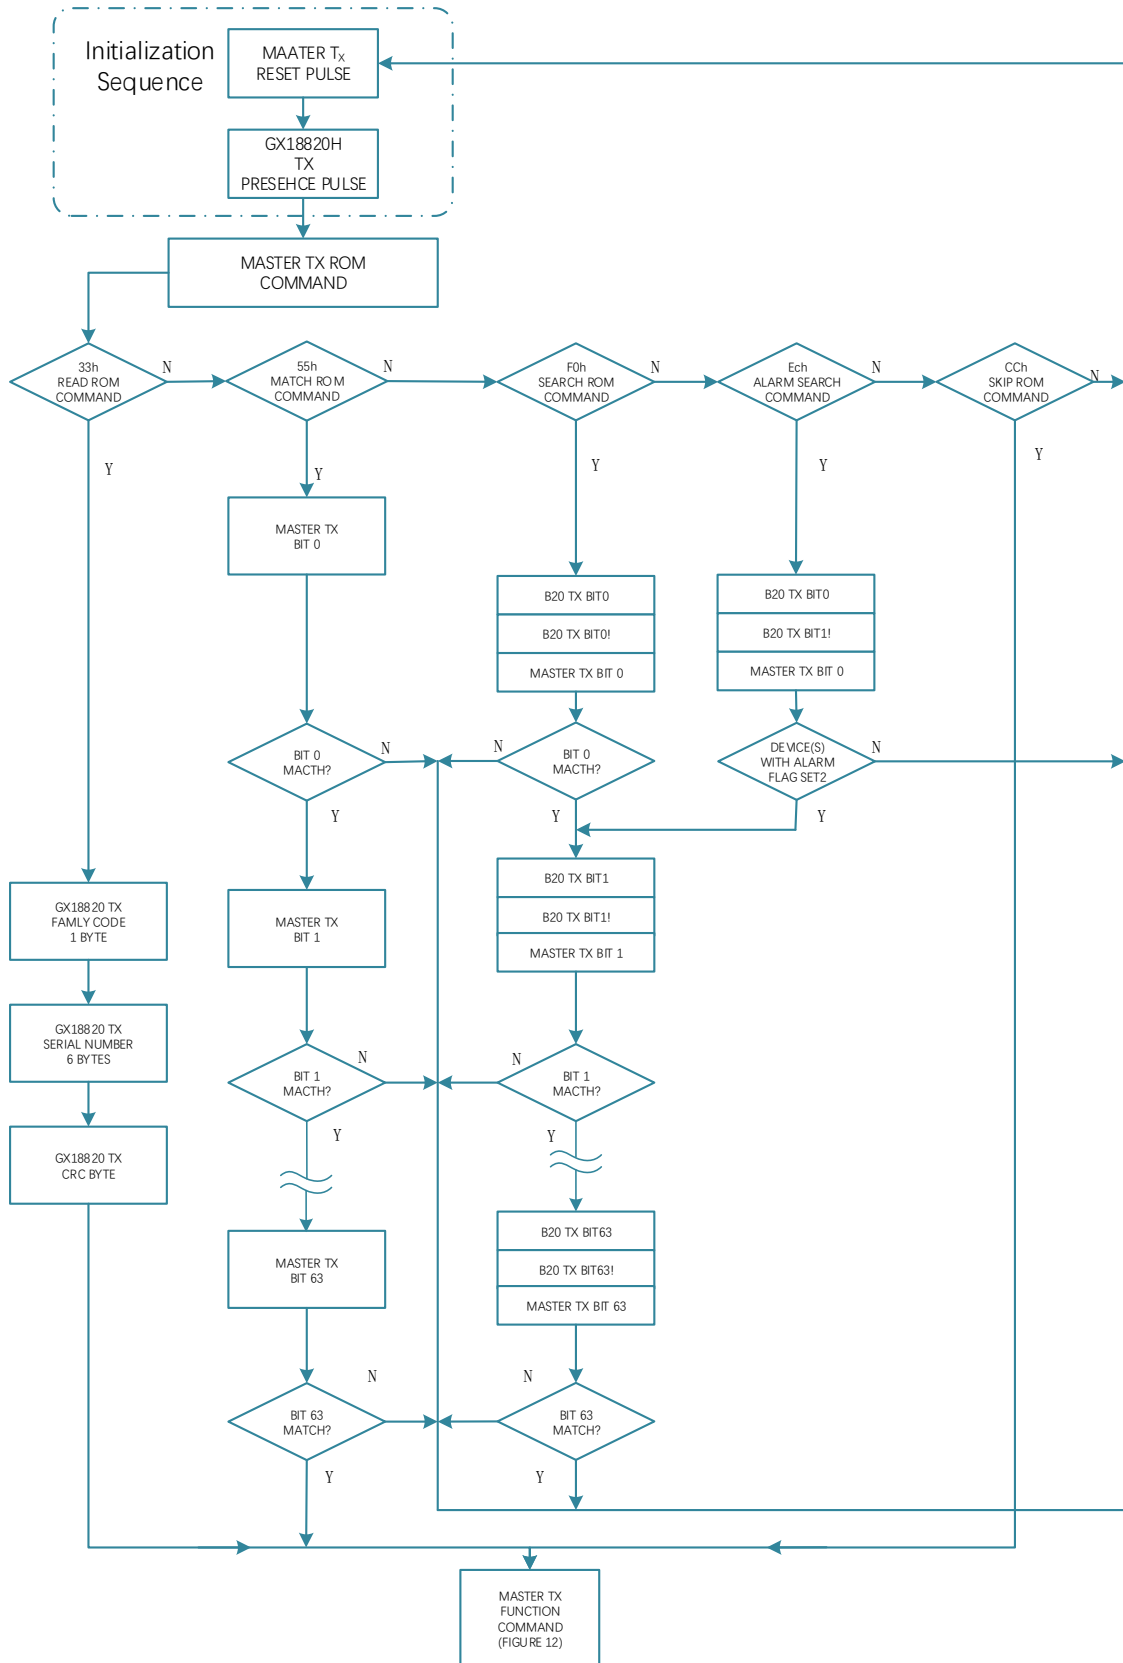 Initialization
Sequence
MAATER TX
RESET PULSE
GX18820H
TX
PRESEHCE PULSE
MASTER TX ROM
COMMAND
33h
READ ROM
COMMAND
N
55h
MATCH ROM
COMMAND
N
F0h
SEARCH ROM
COMMAND
N
Ech
ALARM SEARCH
COMMAND
N
CCh
SKIP ROM
COMMAND
N
Y
Y
Y
Y
Y
MASTER TX
BIT 0
B20 TX BIT0
B20 TX BIT0!
MASTER TX BIT 0
B20 TX BIT0
B20 TX BIT1!
MASTER TX BIT 0
BIT 0
MACTH?
N
N
BIT 0
MACTH?
DEVICE(S)
WITH ALARM
FLAG SET2
N
Y
Y
Y
GX18820 TX
FAMLY CODE
1 BYTE
MASTER TX
BIT 1
B20 TX BIT1
B20 TX BIT1!
MASTER TX BIT 1
GX18820 TX
SERIAL NUMBER
6 BYTES
BIT 1
MACTH?
N
N
BIT 1
MACTH?
Y
Y
GX18820 TX
CRC BYTE
MASTER TX
BIT 63
B20 TX BIT63
B20 TX BIT63!
MASTER TX BIT 63
BIT 63
MATCH?
N
N
BIT 63
MATCH?
Y
Y
MASTER TX
FUNCTION
COMMAND
(FIGURE 12)